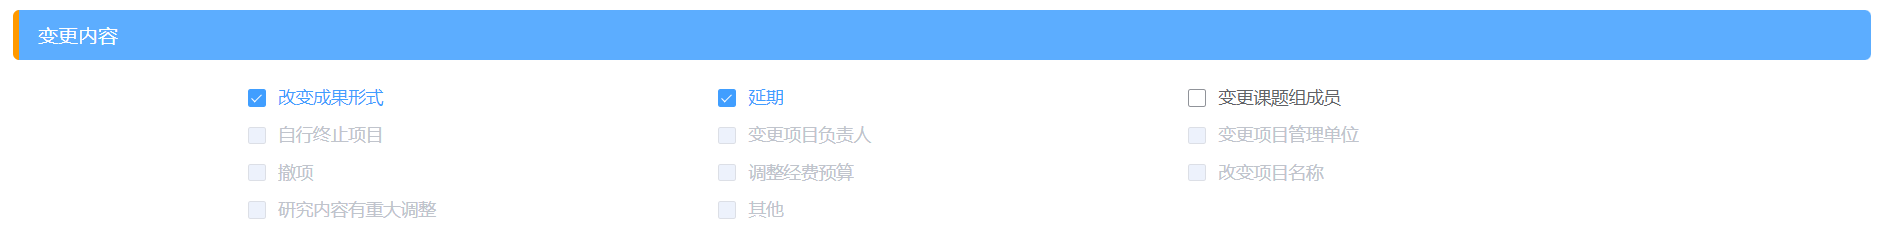 变更内容
改变成果形式 延期 变更课题组成员
自行终止项目 变更项目负责人 变更项目管理单位
撤项 调整经费预算 改变项目名称
研究内容有重大调整 其他